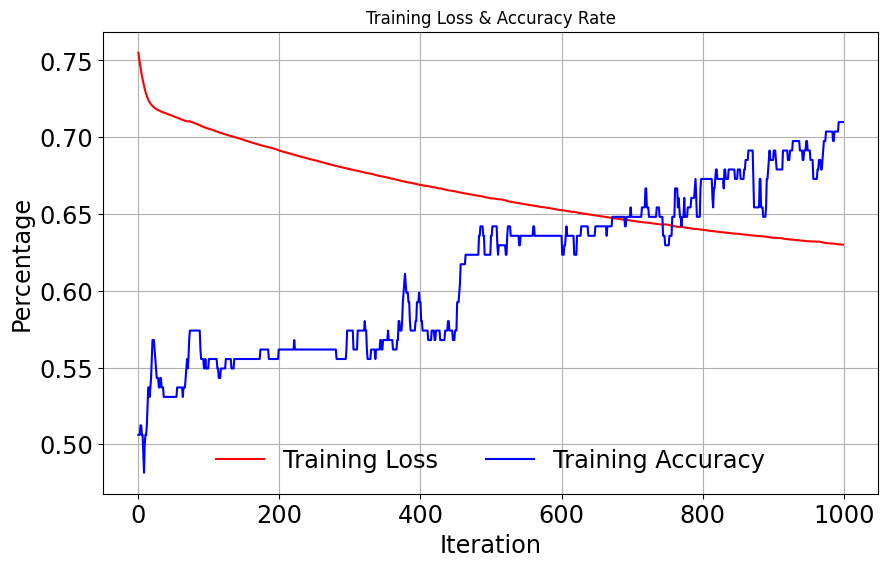 Training Loss & Accuracy Rate
0.75
0.70
0.65
0.60
0.55
0.50
Percentage
Training Loss
Training Accuracy
0
200
400
600
800
1000
Iteration